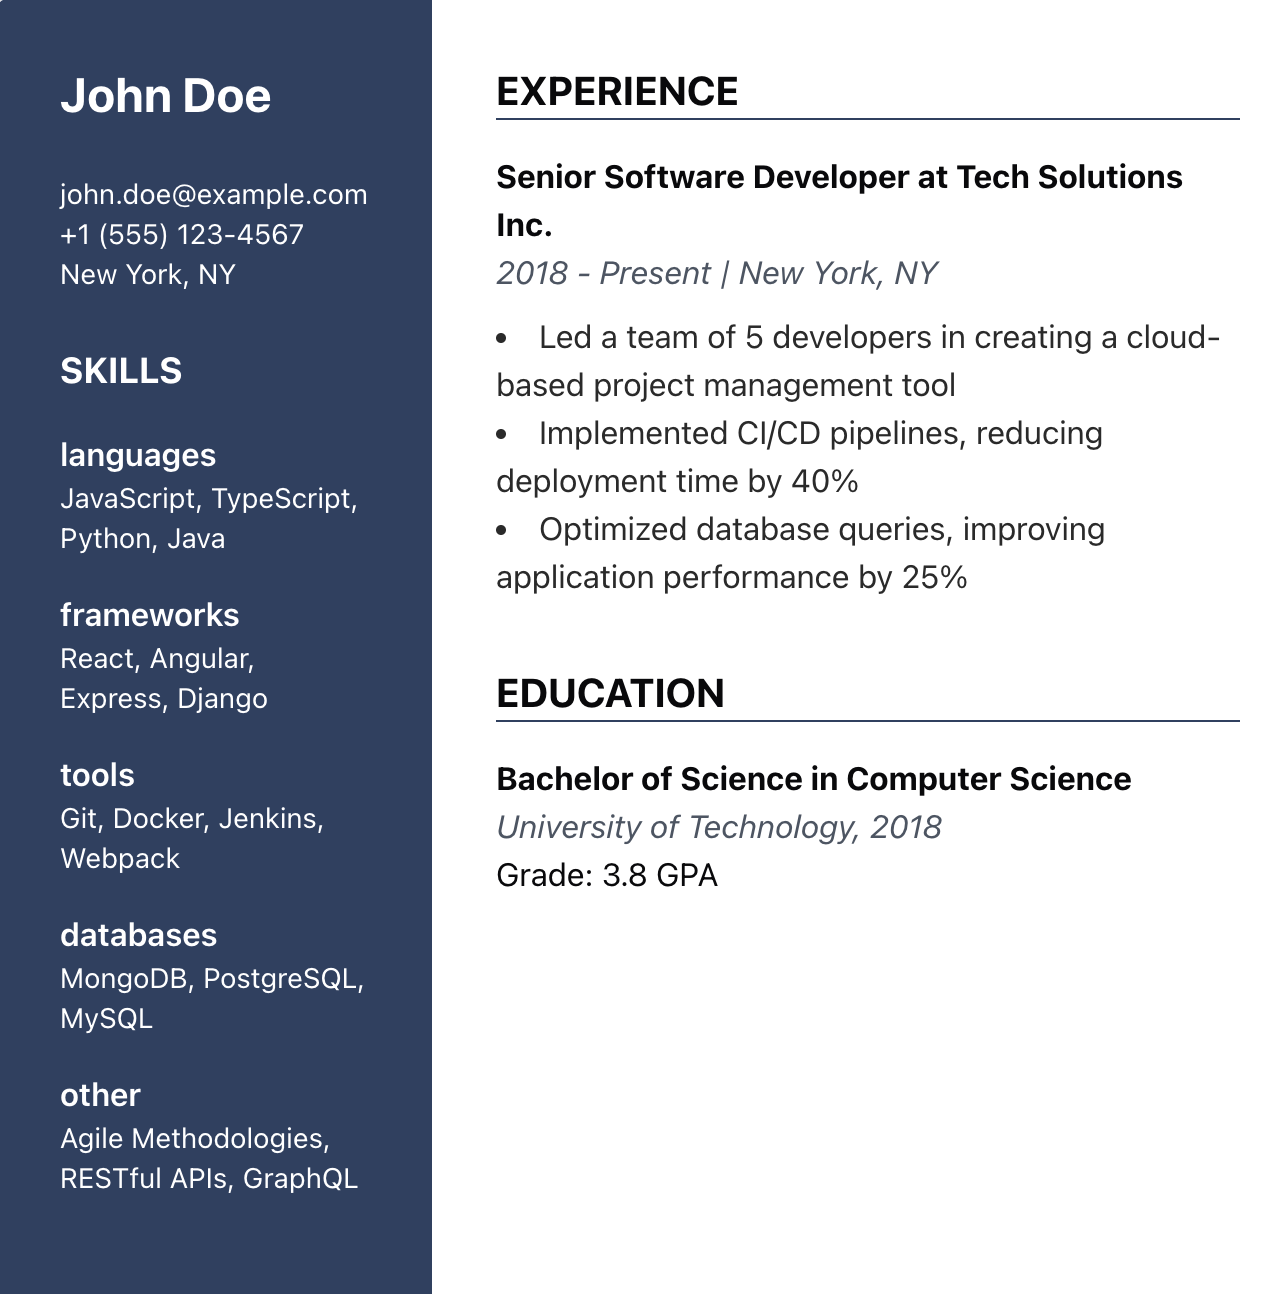 John Doe
john.doe@example.com
+1 (555) 123-4567
New York, NY
SKILLS
languages
JavaScript, TypeScript,
Python, Java
frameworks
React, Angular,
Express, Django
tools
Git, Docker, Jenkins,
Webpack
databases
MongoDB, PostgreSQL,
MySQL
other
Agile Methodologies,
RESTful APIs, GraphQL
EXPERIENCE
Senior Software Developer at Tech Solutions
Inc.
2018 - Present | New York, NY
• Led a team of 5 developers in creating a cloud-
based project management tool
• Implemented CI/CD pipelines, reducing
deployment time by 40%
• Optimized database queries, improving
application performance by 25%
EDUCATION
Bachelor of Science in Computer Science
University of Technology, 2018
Grade: 3.8 GPA